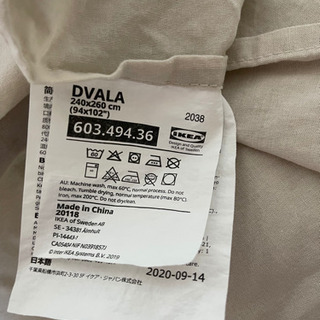 DVALA
240x260 cm
(94x102")
2038
603.494.36
IKEA
Design and Quality
IKEA of Sweden
AU: Machine wash, max 60°C, normal process. Do not
bleach. Tumble drying, normal temperature (max 80°C)
Iron, max 200°C. Do not dryclean.
Made in China
20118
IKEA of Sweden AB
SE - 34381 Älmhult
© Inter IKEA Systems B.V. 2019
2020-09-14
日本語